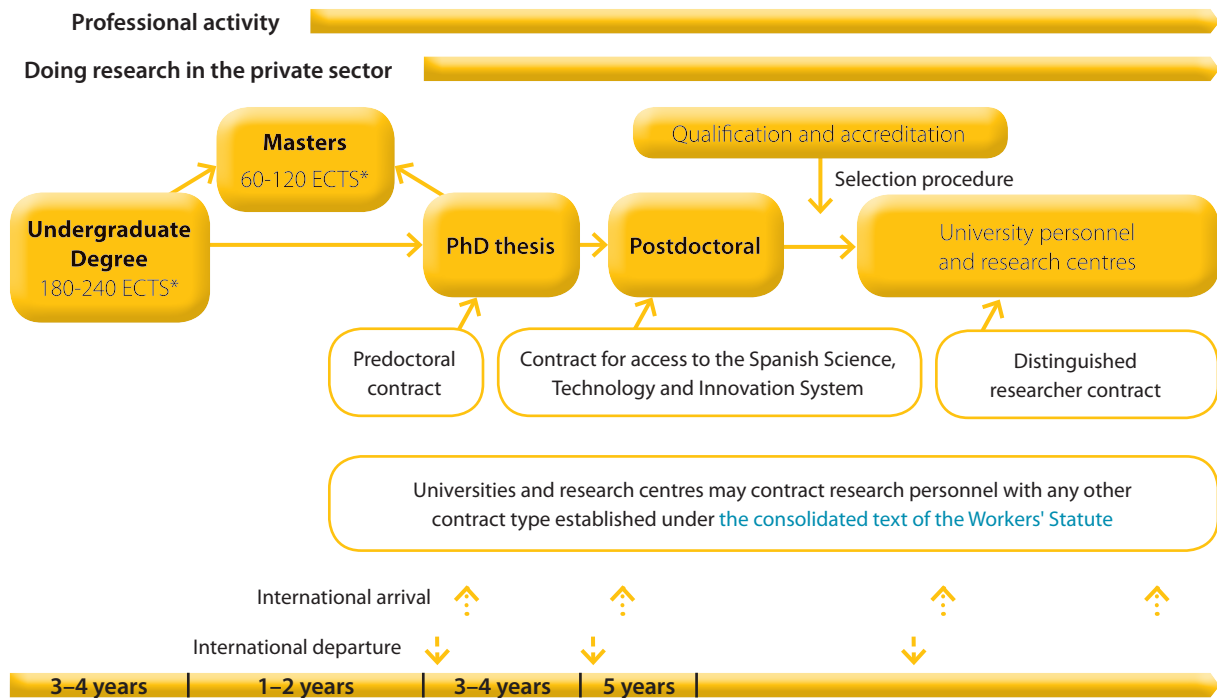 Professional activity
Doing research in the private sector
Masters
60-120 ECTS*
Qualification and accreditation
Selection procedure
Undergraduate
Degree
180-240 ECTS*
PhD thesis
Postdoctoral
University personnel
and research centres
Predoctoral
contract
Contract for access to the Spanish Science,
Technology and Innovation System
Distinguished
researcher contract
Universities and research centres may contract research personnel with any other
contract type established under the consolidated text of the Workers' Statute
International arrival
International departure
3–4 years
1–2 years
3–4 years
5 years